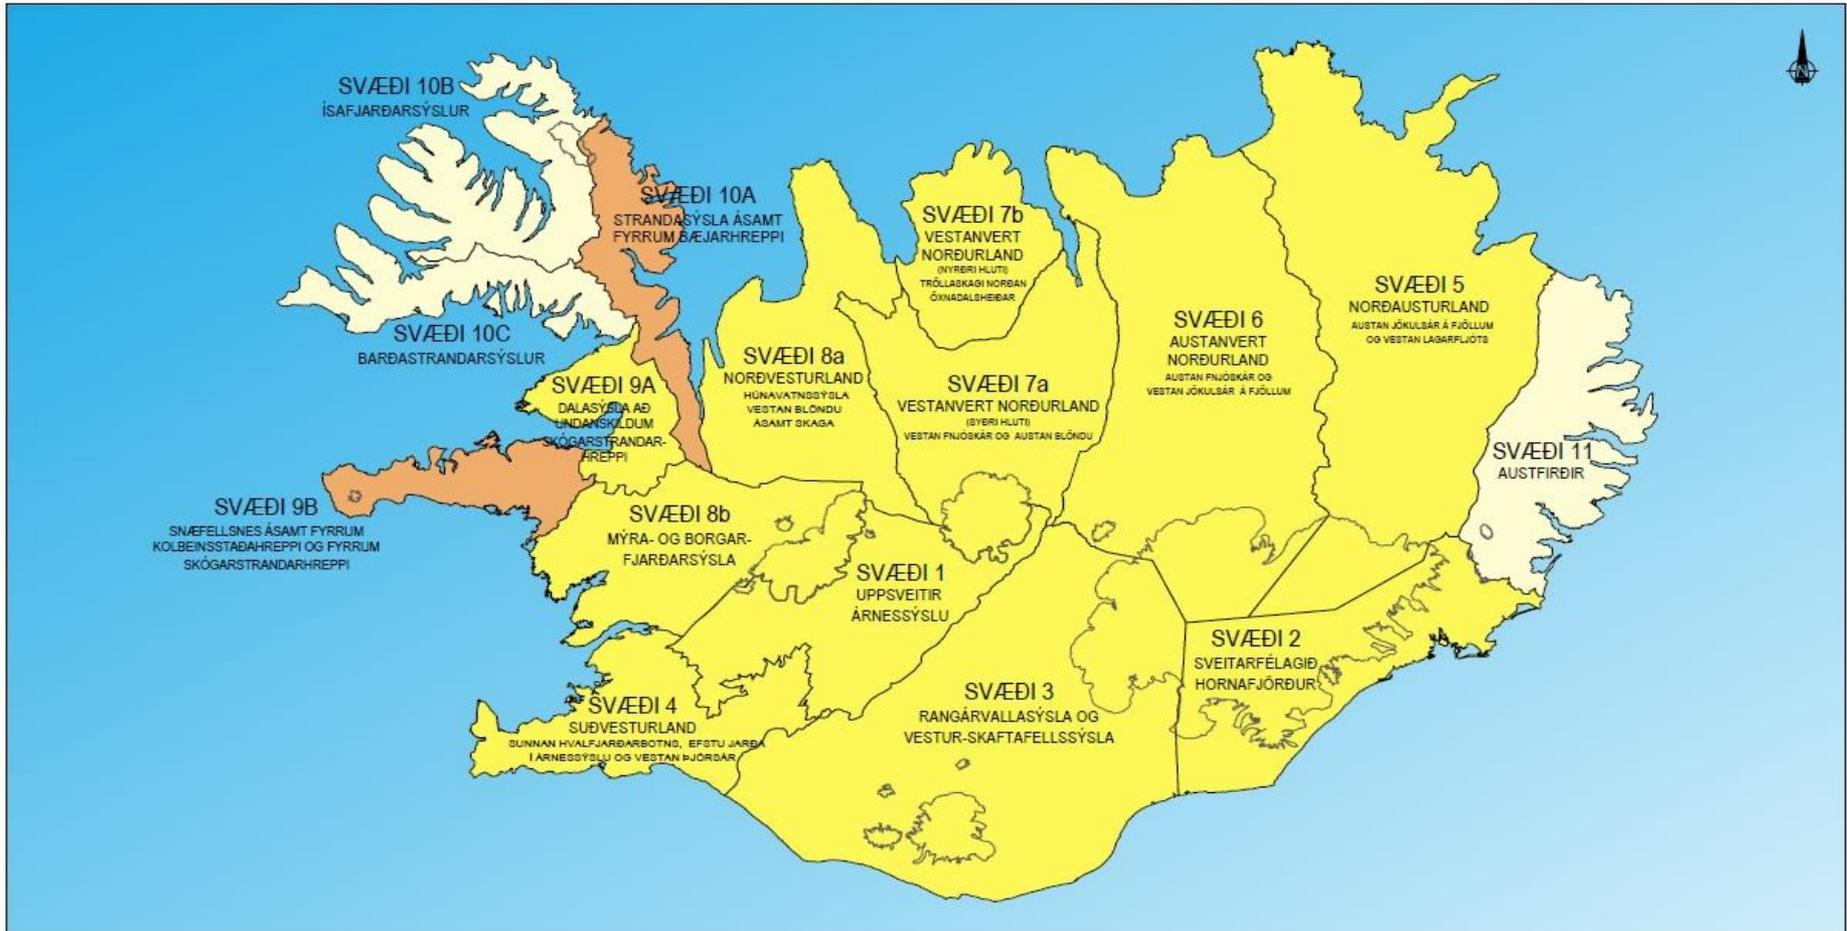 SVÆÐI 10B
ÍSAFJARÐARSÝSLUR
SVÆÐI 10A
STRANDASÝSLA ÁSAMT
FYRRUM BÆJARHREPPI
SVÆÐI 10C
BARÐASTRANDARSÝSLUR
SVÆÐI 9A
DALASÝSLA AÐ
UNDANSKILDUM
SKÓGARSTRANDAR-
HREPPI
SVÆÐI 9B
SNÆFELLSNES ÁSAMT FYRRUM
KOLBEINSSTAÐAHREPPI OG FYRRUM
SKÓGARSTRANDARHREPPI
SVÆÐI 8a
NORÐVESTURLAND
HÚNAVATNSSÝSLA
VESTAN BLÖNDU
ÁSAMT SKAGA
SVÆÐI 8b
MÝRA- OG BORGAR-
FJARÐARSÝSLA
SVÆÐI 7b
VESTANVERT
NORÐURLAND
(NYRÐRI HLUTI)
TRÖLLASKAGI NORÐAN
ÖXNADALSHEIÐAR
SVÆÐI 7a
VESTANVERT NORÐURLAND
(SYÐRI HLUTI)
VESTAN FNJÓSKÁR OG AUSTAN BLÖNDU
SVÆÐI 6
AUSTANVERT
NORÐURLAND
AUSTAN FNJÓSKÁR OG
VESTAN JÖKULSÁR Á FJÖLLUM
SVÆÐI 5
NORÐAUSTURLAND
AUSTAN JÖKULSÁR Á FJÖLLUM
OG VESTAN LAGARFLJÓTS
SVÆÐI 11
AUSTFIRÐIR
SVÆÐI 1
UPPSVEITIR
ÁRNESSÝSLU
SVÆÐI 2
SVEITARFÉLAGIÐ
HORNAFJÖRÐUR
SVÆÐI 3
RANGÁRVALLASÝSLA OG
VESTUR-SKAFTAFELLSSÝSLA
SVÆÐI 4
SUÐVESTURLAND
SUNNAN HVALFJARÐARBOTNS, EFSTU JARÐA
Í ÁRNESSÝSLU OG VESTAN ÞJÓRSÁR
N